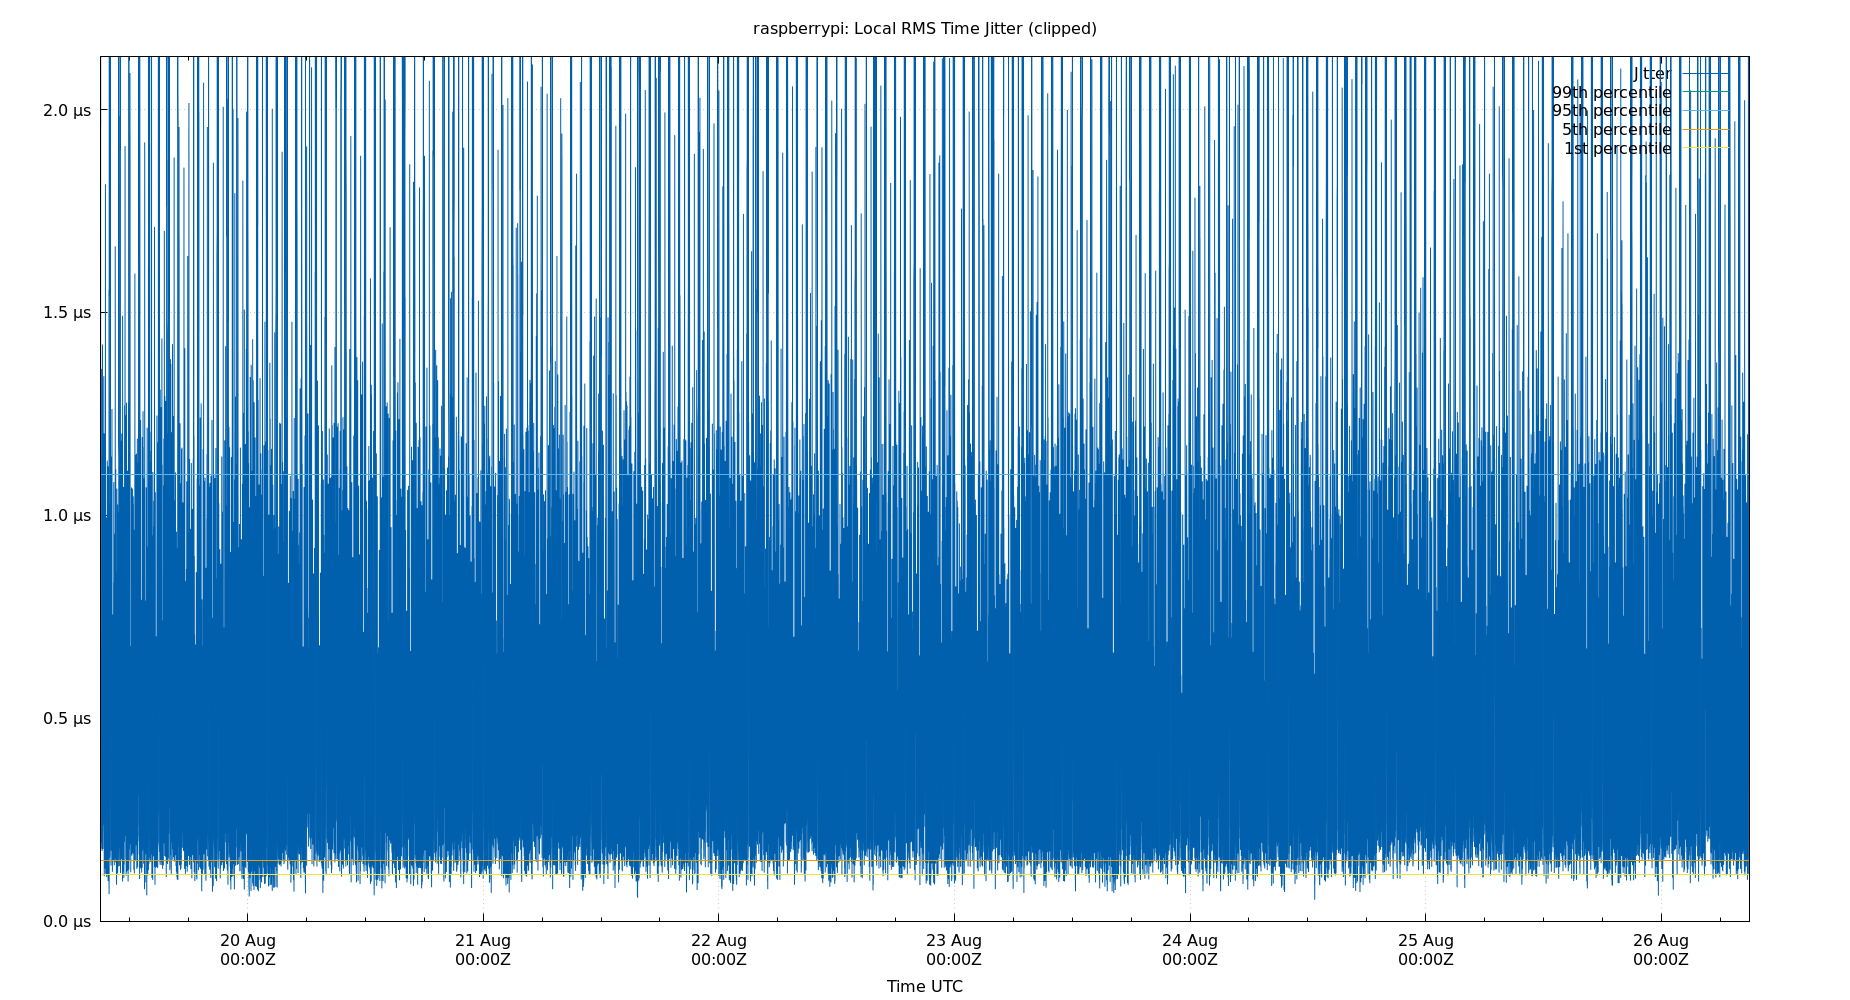 raspberrypi: Local RMS Time Jitter (clipped)
Jitter
99th percentile
95th percentile
5th percentile
1st percentile
2.0 μs
1.5 μs
1.0 μs
0.5 μs
0.0 μs
20 Aug 21 Aug 22 Aug 23 Aug 24 Aug 25 Aug 26 Aug
00:00Z 00:00Z 00:00Z 00:00Z 00:00Z 00:00Z 00:00Z
Time UTC